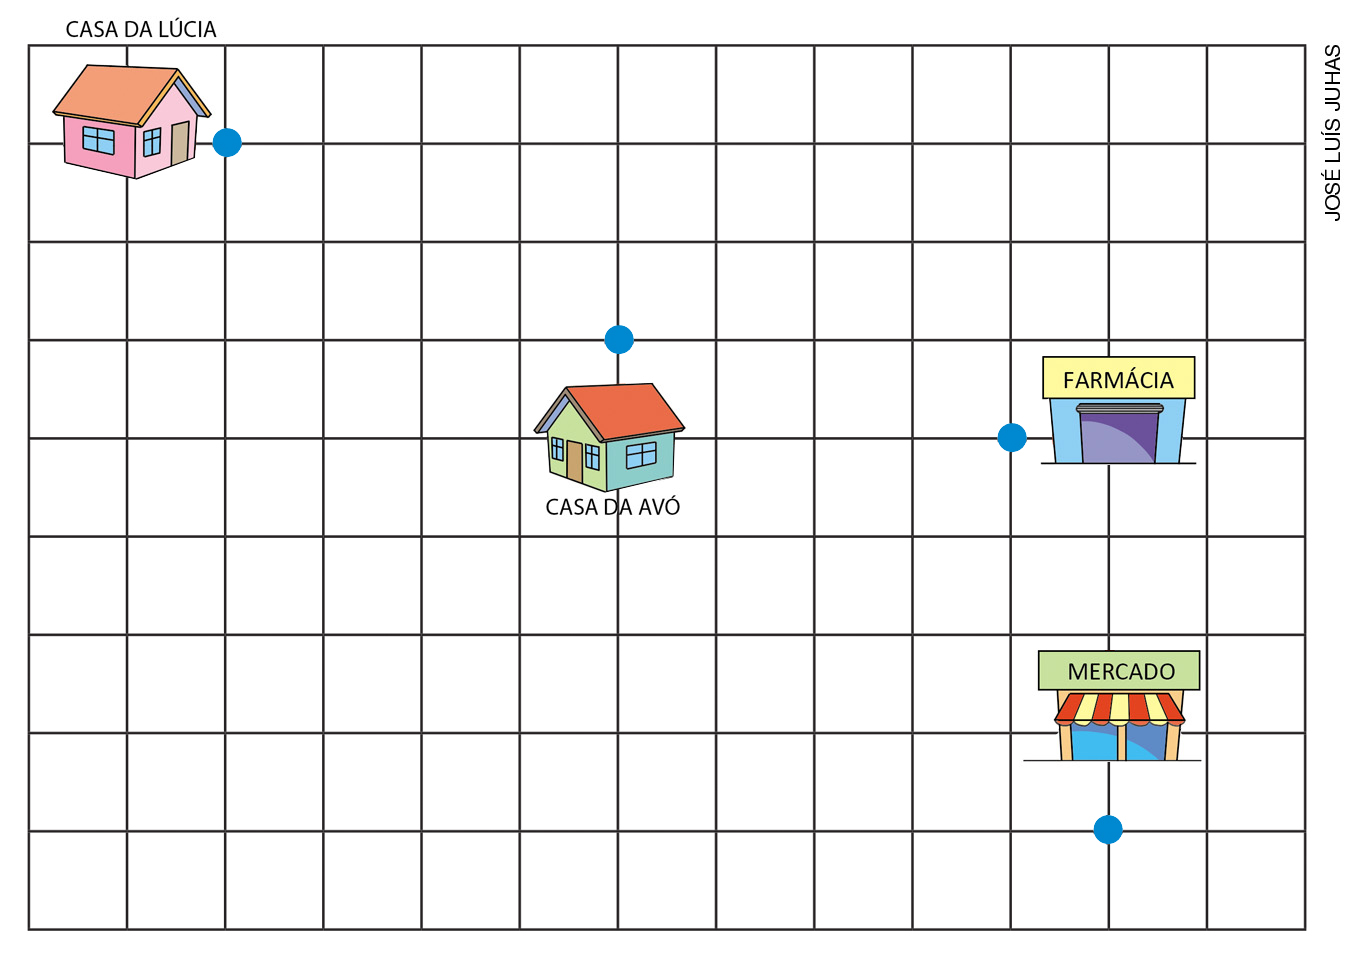 CASA DA LÚCIA
JOSÉ LUÍS JUHAS
FARMÁCIA
CASA DA AVÓ
MERCADO